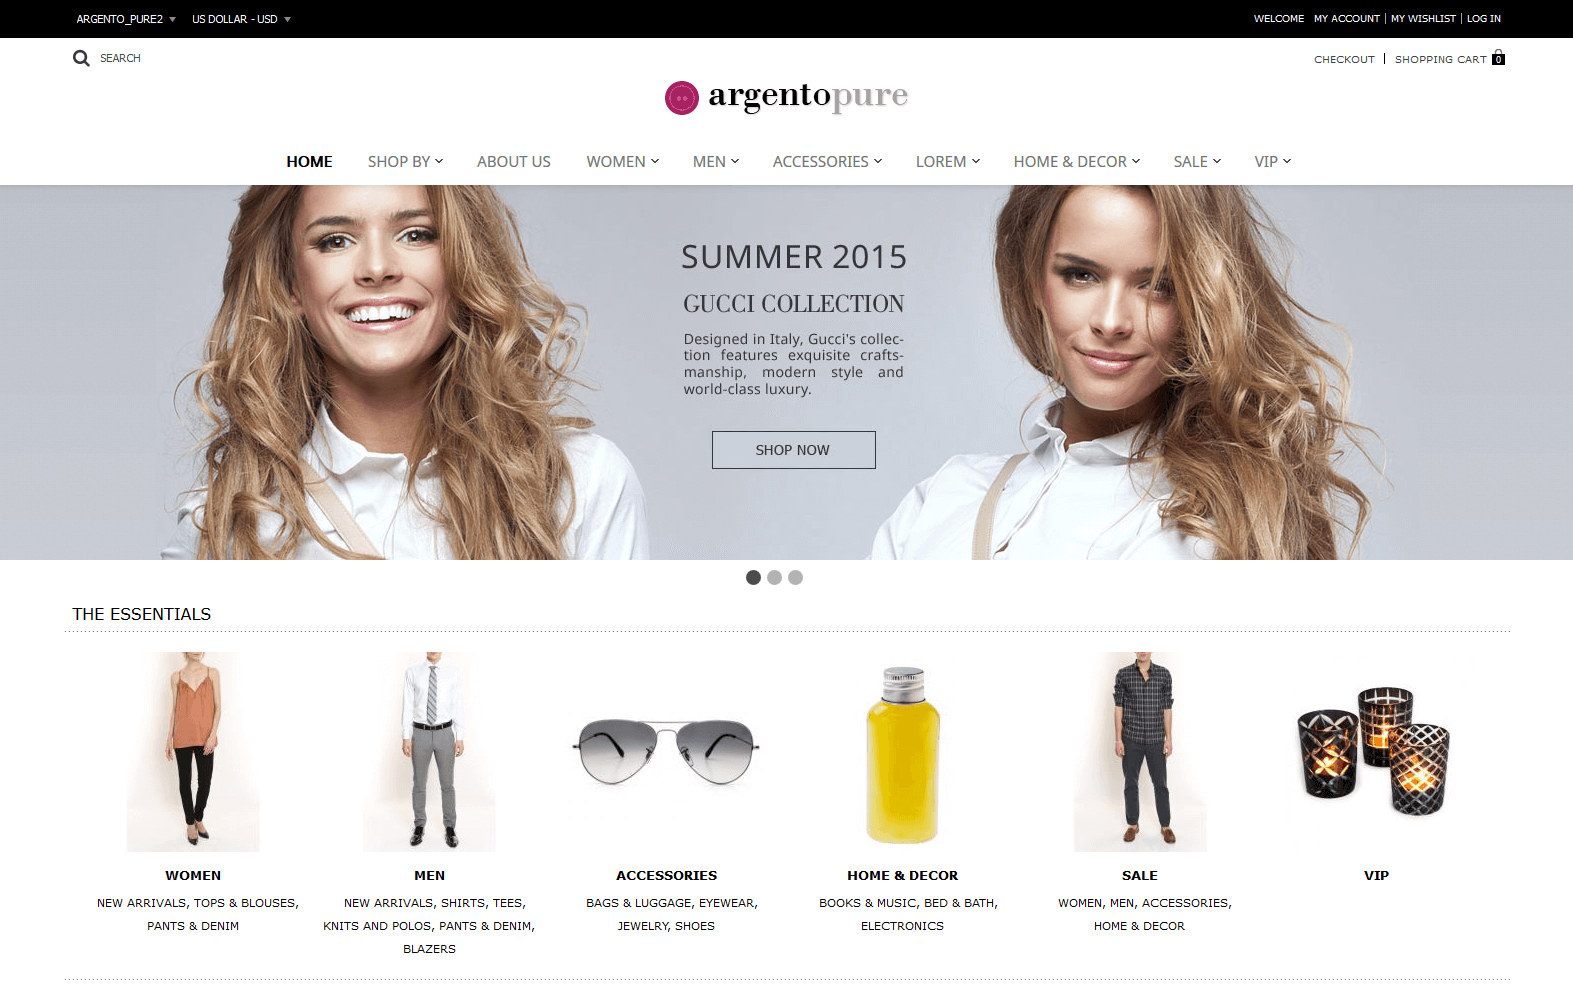 ARGENTO_PURE2 US DOLLAR - USD WELCOME MY ACCOUNT | MY WISHLIST | LOG IN
SEARCH CHECKOUT | SHOPPING CART 0
argentopure
HOME SHOP BY ABOUT US WOMEN MEN ACCESSORIES LOREM HOME & DECOR SALE VIP
SUMMER 2015
GUCCI COLLECTION
Designed in Italy, Gucci's collec-
tion features exquisite crafts-
manship, modern style and
world-class luxury.
SHOP NOW
THE ESSENTIALS
WOMEN
NEW ARRIVALS, TOPS & BLOUSES,
PANTS & DENIM
MEN
NEW ARRIVALS, SHIRTS, TEES,
KNITS AND POLOS, PANTS & DENIM,
BLAZERS
ACCESSORIES
BAGS & LUGGAGE, EYEWEAR,
JEWELRY, SHOES
HOME & DECOR
BOOKS & MUSIC, BED & BATH,
ELECTRONICS
SALE
WOMEN, MEN, ACCESSORIES,
HOME & DECOR
VIP